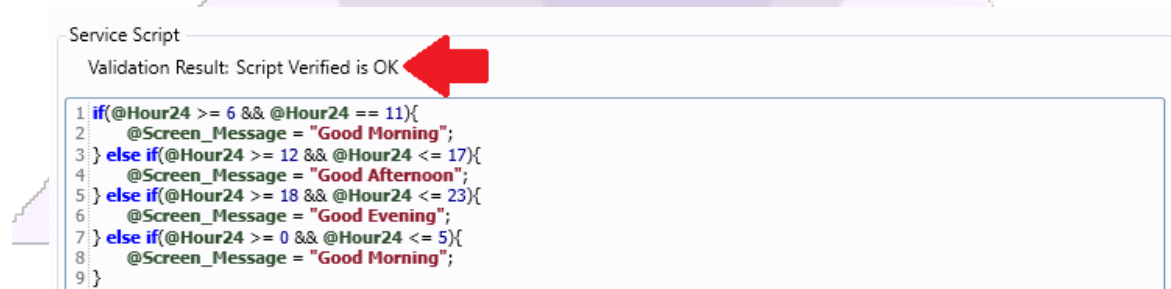 Service Script
Validation Result: Script Verified is OK
1 if(@Hour24 >= 6 && @Hour24 == 11){
2 @Screen_Message = "Good Morning";
3 } else if(@Hour24 >= 12 && @Hour24 <= 17){
4 @Screen_Message = "Good Afternoon";
5 } else if(@Hour24 >= 18 && @Hour24 <= 23){
6 @Screen_Message = "Good Evening";
7 } else if(@Hour24 >= 0 && @Hour24 <= 5){
8 @Screen_Message = "Good Morning";
9 }